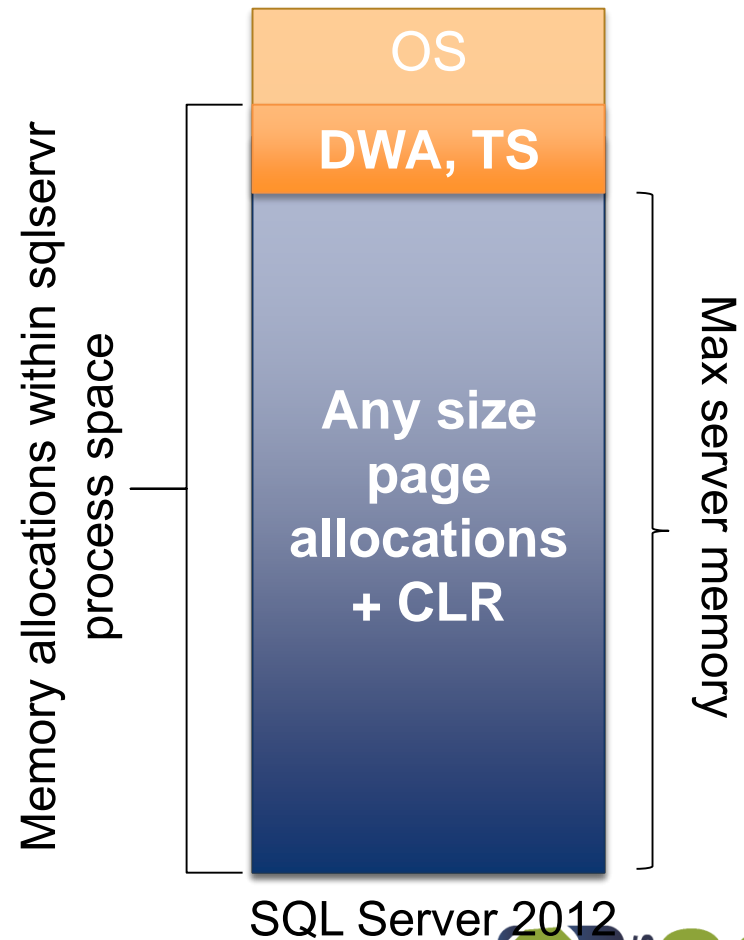 OS
DWA, TS
Memory allocations within sqlservr
process space
Any size
page
allocations
+ CLR
Max server memory
SQL Server 2012